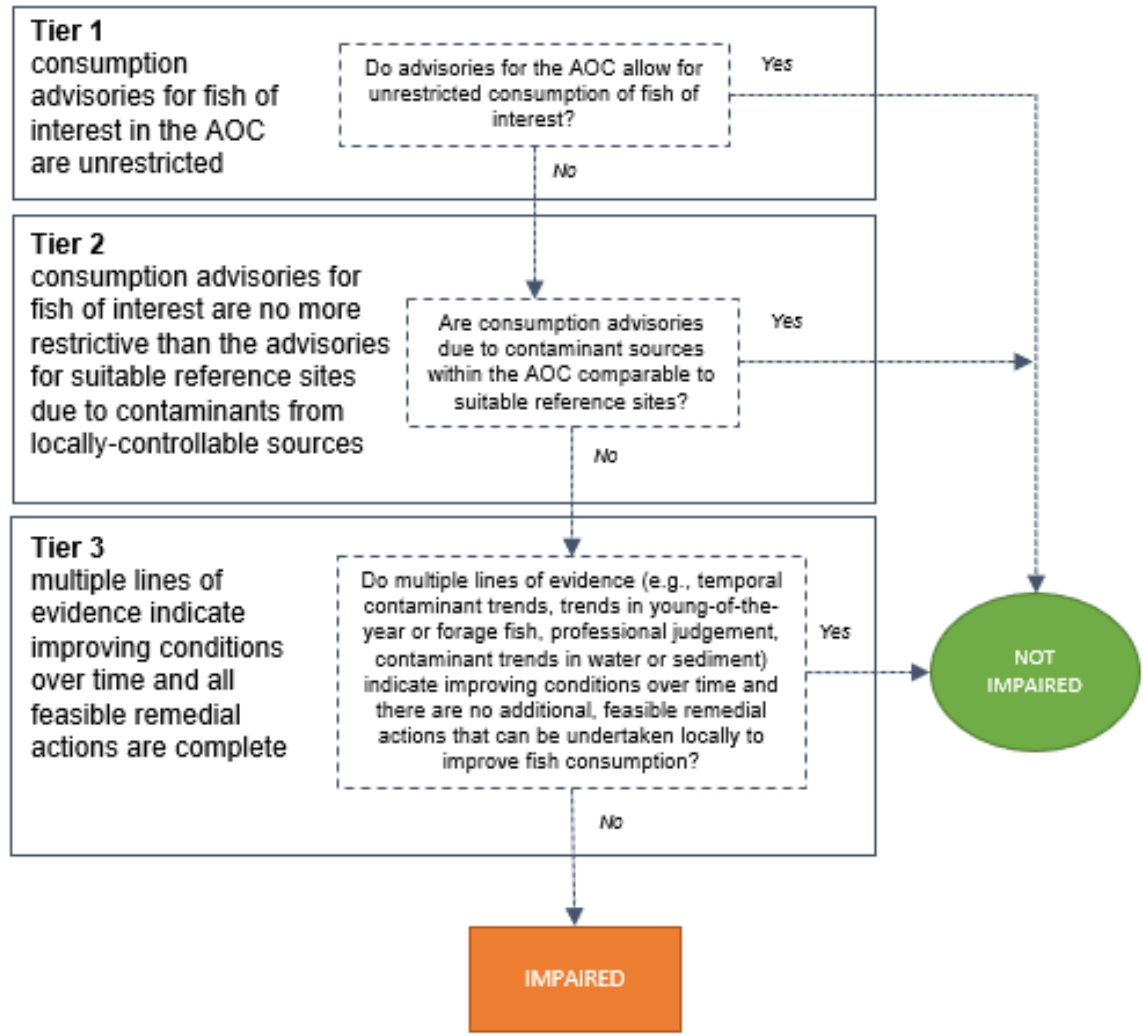 Tier 1
consumption
advisories for fish of
interest in the AOC
are unrestricted
Do advisories for the AOC allow for
unrestricted consumption of fish of
interest?
Yes
No
Tier 2
consumption advisories for
fish of interest are no more
restrictive than the advisories
for suitable reference sites
due to contaminants from
locally-controllable sources
Are consumption advisories
due to contaminant sources
within the AOC comparable to
suitable reference sites?
Yes
No
Tier 3
multiple lines of
evidence indicate
improving conditions
over time and all
feasible remedial
actions are complete
Do multiple lines of evidence (e.g., temporal
contaminant trends, trends in young-of-the-
year or forage fish, professional judgement,
contaminant trends in water or sediment)
indicate improving conditions over time and
there are no additional, feasible remedial
actions that can be undertaken locally to
improve fish consumption?
Yes
No
NOT
IMPAIRED
IMPAIRED